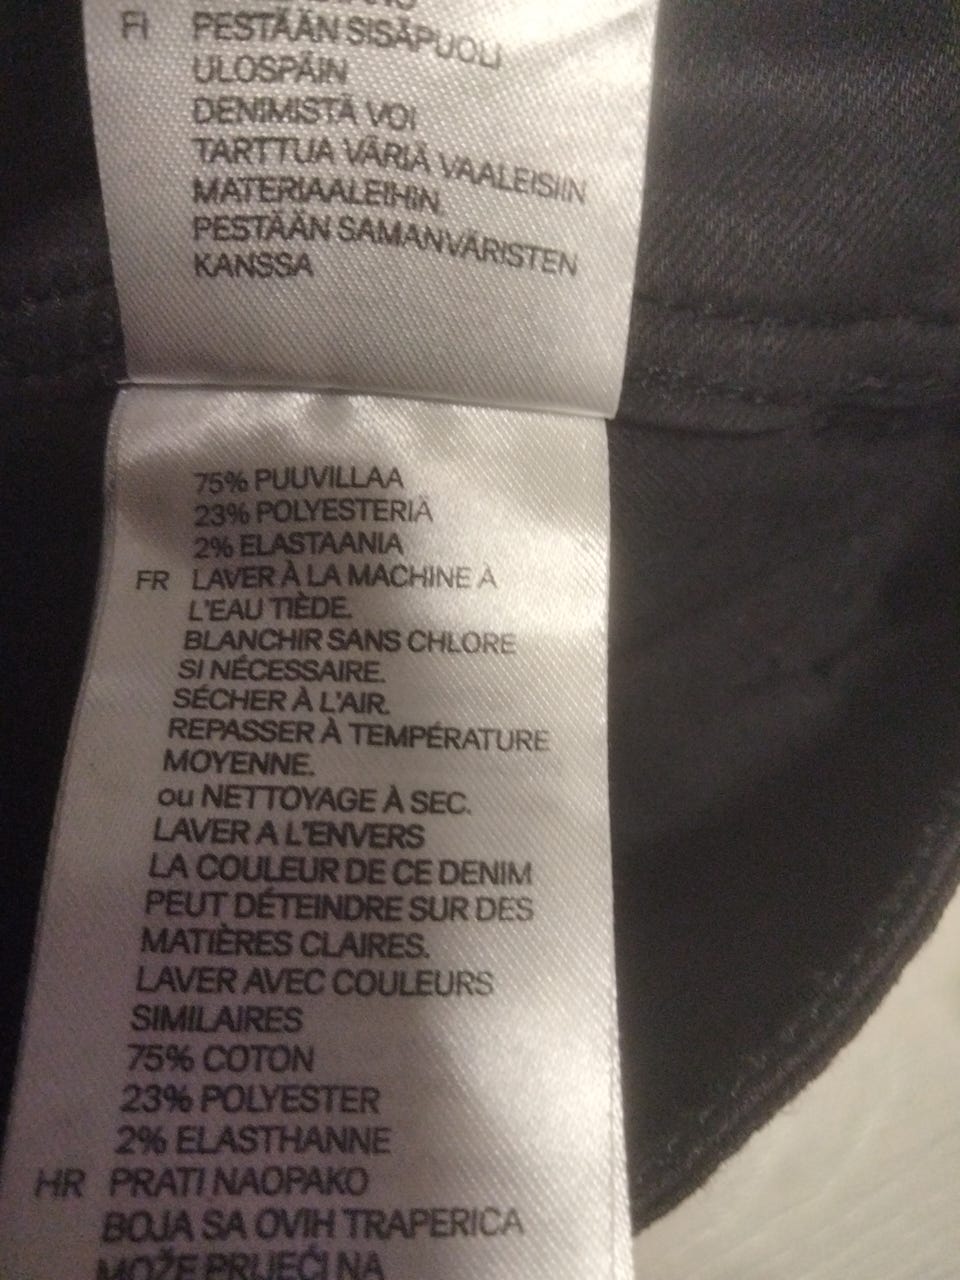 FI PESTÄÄN SISÄPUOLI
ULOSPÄIN
DENIMISTÄ VOI
TARTTUA VÄRIÄ VAALEISIIN
MATERIAALEIHIN.
PESTÄÄN SAMANVÄRISTEN
KANSSA
75% PUUVILLAA
23% POLYESTERIÄ
2% ELASTAANIA
FR LAVER À LA MACHINE À
L'EAU TIÈDE.
BLANCHIR SANS CHLORE
SI NÉCESSAIRE.
SÉCHER À L'AIR.
REPASSER À TEMPÉRATURE
MOYENNE.
ou NETTOYAGE À SEC.
LAVER A L'ENVERS
LA COULEUR DE CE DENIM
PEUT DÉTEINDRE SUR DES
MATIÈRES CLAIRES.
LAVER AVEC COULEURS
SIMILAIRES
75% COTON
23% POLYESTER
2% ELASTHANNE
HR PRATI NAOPAKO
BOJA SA OVIH TRAPERICA
MOŽE PRIJEĆI NA